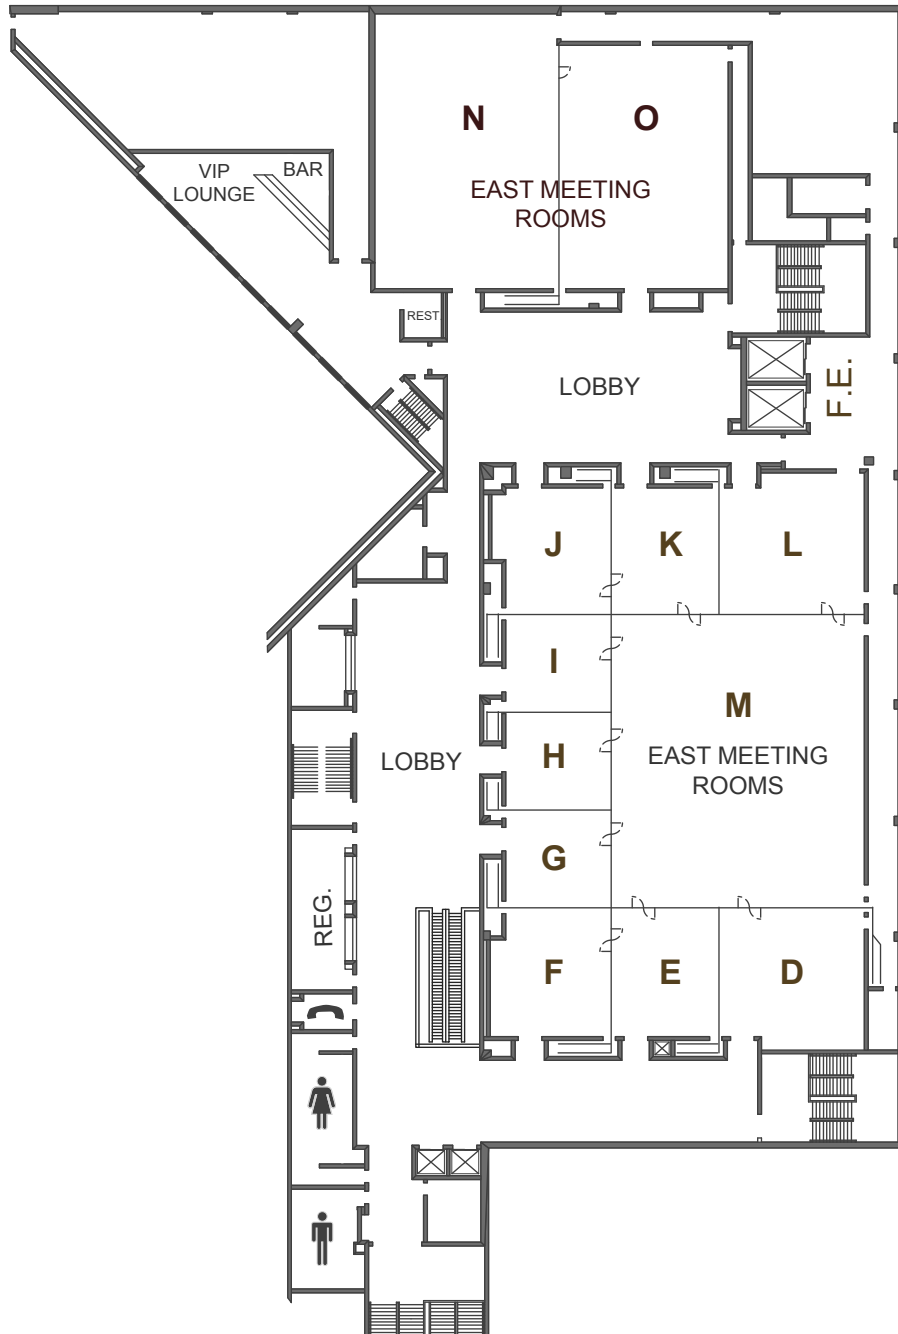 N
O
VIP
LOUNGE
BAR
EAST MEETING
ROOMS
REST.
LOBBY
F.E.
J
K
L
I
M
EAST MEETING
ROOMS
H
LOBBY
G
REG.
F
E
D